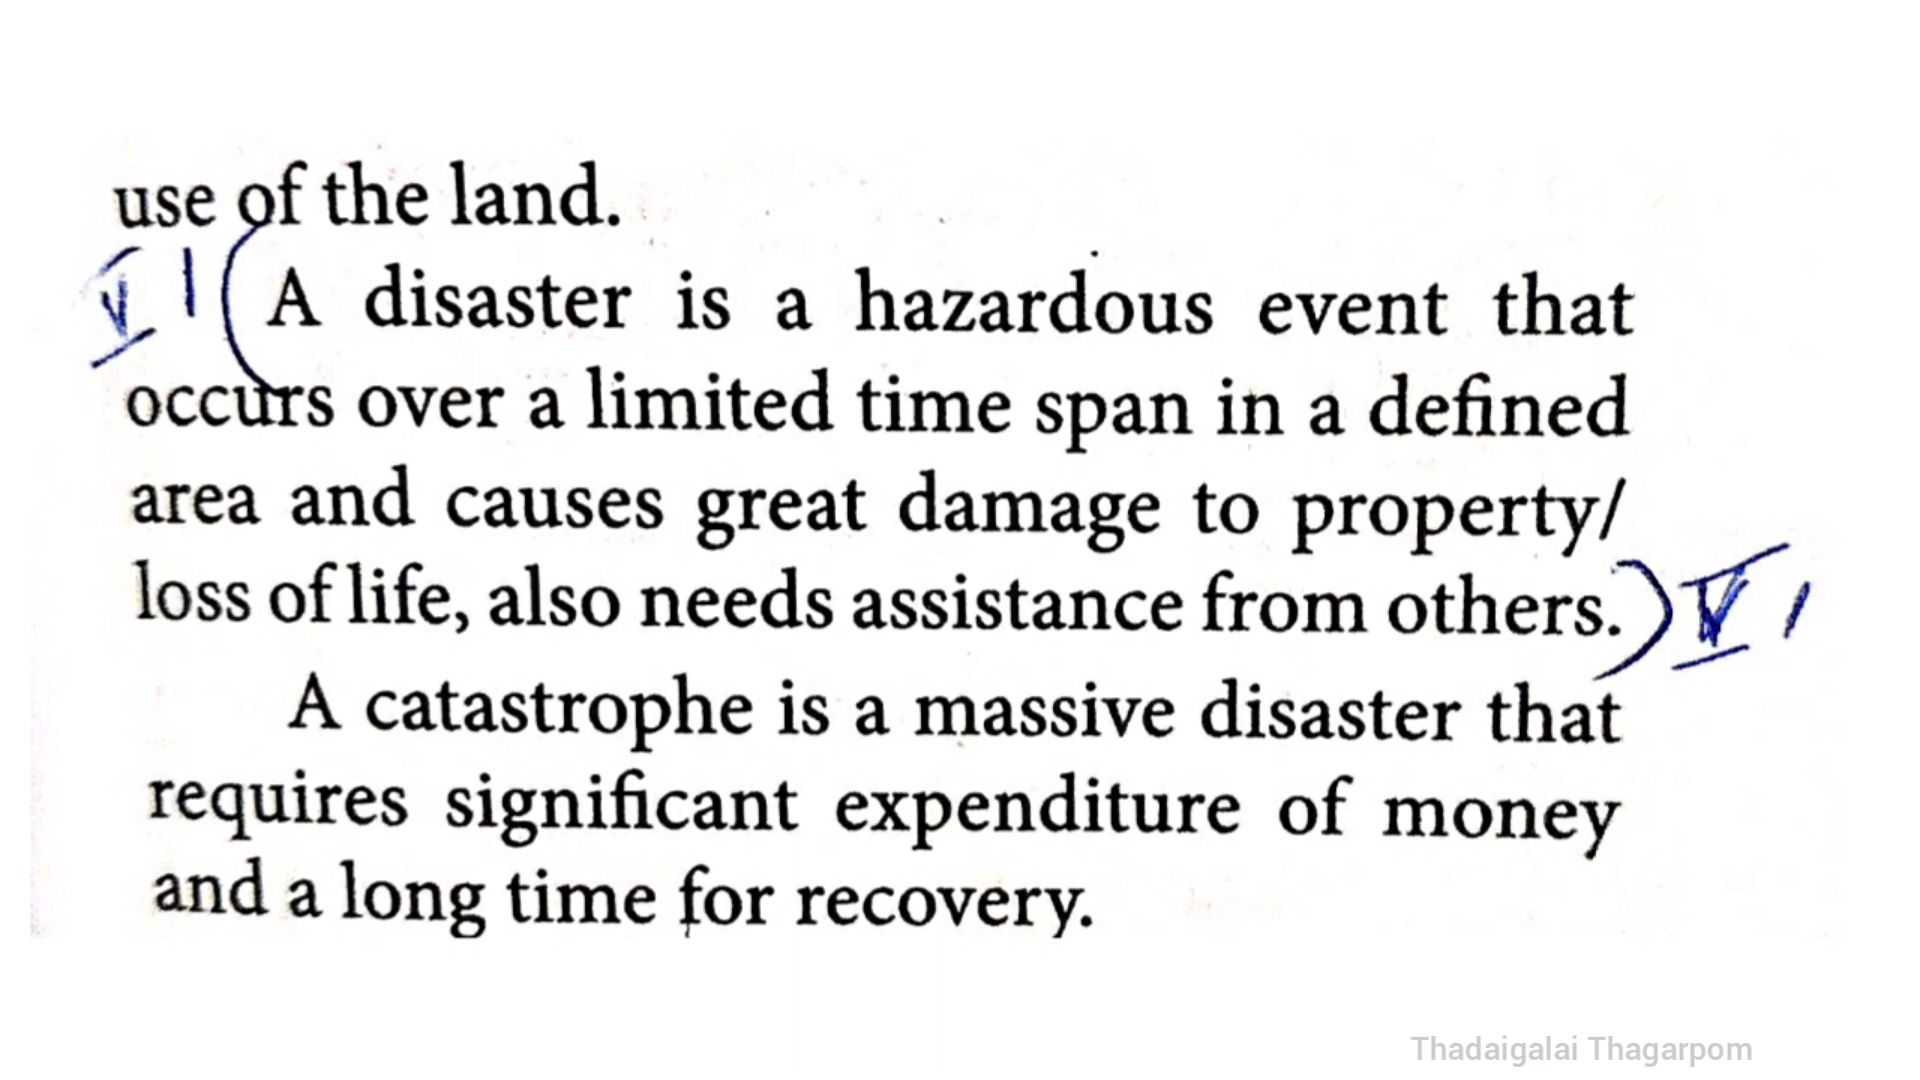 use of the land.
V 1 ( A disaster is a hazardous event that
occurs over a limited time span in a defined
area and causes great damage to property/
loss of life, also needs assistance from others. ) V 1
A catastrophe is a massive disaster that
requires significant expenditure of money
and a long time for recovery.
Thadaigalai Thagarpom